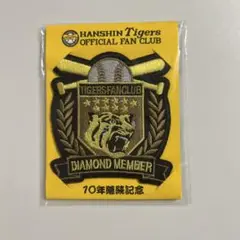 HANSHIN Tigers
OFFICIAL FAN CLUB
TIGERS FAN CLUB
DIAMOND MEMBER
10年継続記念